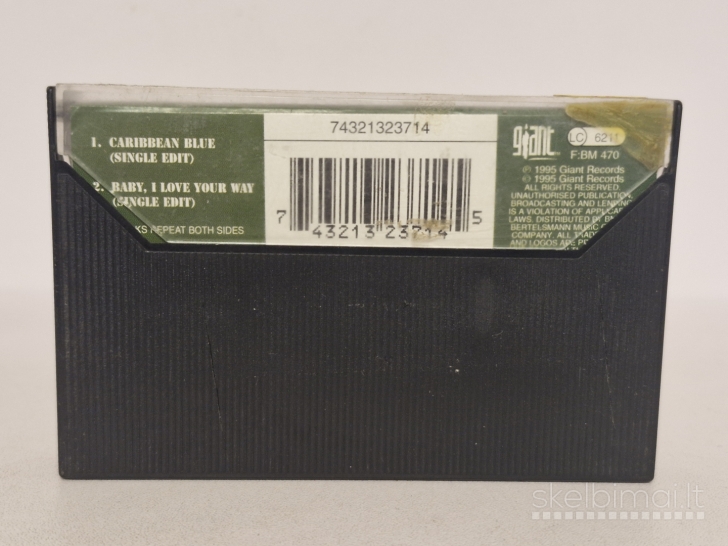 1. CARIBBEAN BLUE
(SINGLE EDIT)
2. BABY, I LOVE YOUR WAY
(SINGLE EDIT)
KS REPEAT BOTH SIDES
74321323714
7 43213 23714 5
giant
LC 6211
F:BM 470
℗ 1995 Giant Records
© 1995 Giant Records
ALL RIGHTS RESERVED.
UNAUTHORISED PUBLICATION,
BROADCASTING AND LENDING
IS A VIOLATION OF
LAWS. DISTRIBUTED BY
BERTELSMANN MUSIC
COMPANY. ALL
AND LOGOS ARE
skelbimai.lt